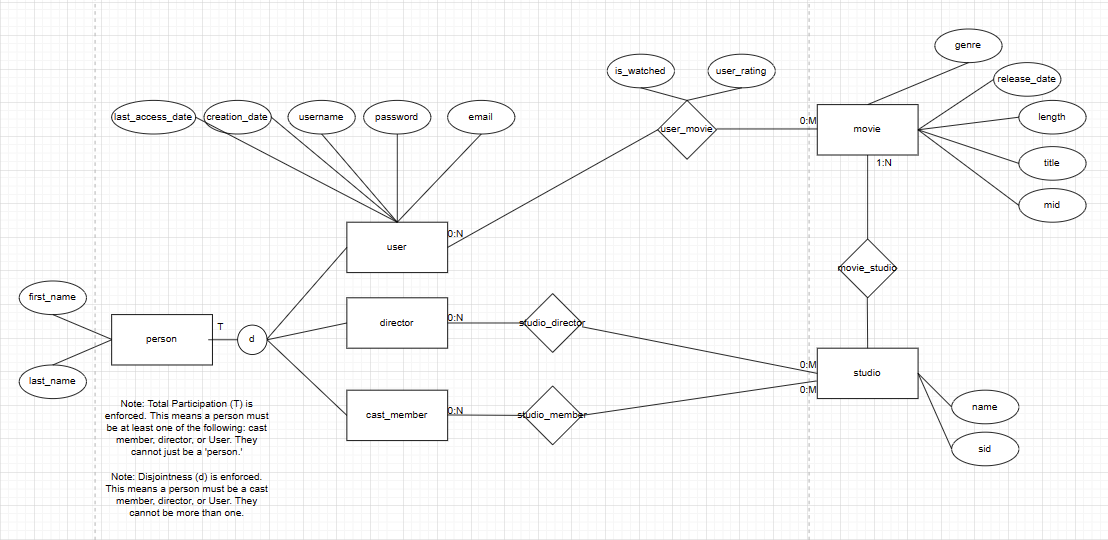 genre
is_watched
user_rating
release_date
last_access_date
creation_date
username
password
email
length
user_movie
0:M
movie
1:N
title
mid
0:N
user
movie_studio
first_name
director
0:N
studio_director
T
person
d
0:M
studio
0:M
last_name
cast_member
0:N
studio_member
name
sid
Note: Total Participation (T) is
enforced. This means a person must
be at least one of the following: cast
member, director, or User. They
cannot just be a 'person.'
Note: Disjointness (d) is enforced.
This means a person must be a cast
member, director, or User. They
cannot be more than one.